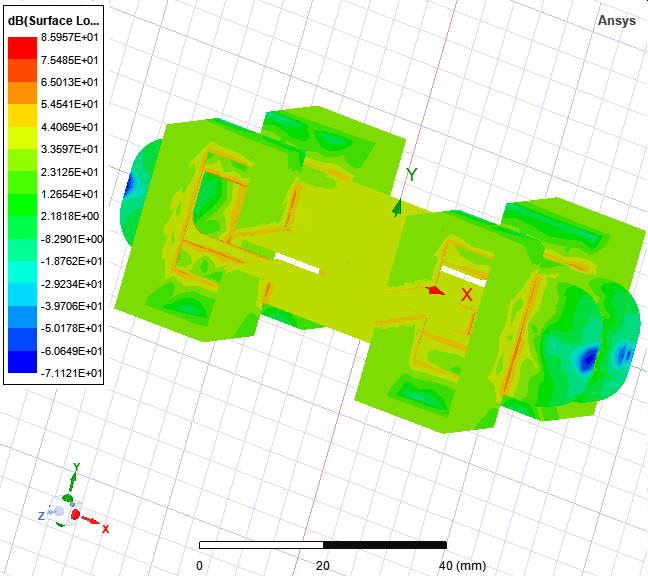 dB(Surface Lo...
8.5957E+01
7.5485E+01
6.5013E+01
5.4541E+01
4.4069E+01
3.3597E+01
2.3125E+01
1.2654E+01
2.1818E+00
-8.2901E+00
-1.8762E+01
-2.9234E+01
-3.9706E+01
-5.0178E+01
-6.0649E+01
-7.1121E+01
Ansys
Y
X
Y
Z
X
0 20 40 (mm)